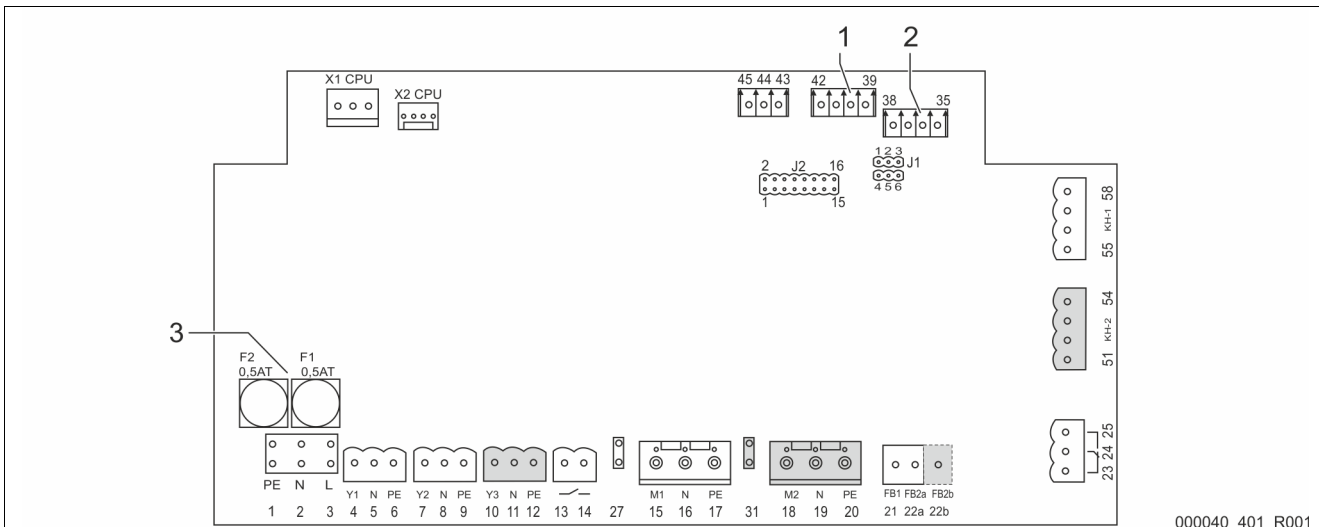 1 2
X1 CPU
X2 CPU
45 44 43
42 39
38 35
1 2 3
J1
4 5 6
2 J2 16
1 15
58
KH-1
55
54
KH-2
51
3
F2 F1
0,5AT 0,5AT
25
24
23
PE N L
Y1 N PE Y2 N PE Y3 N PE M1 N PE M2 N PE FB1 FB2a FB2b
1 2 3 4 5 6 7 8 9 10 11 12 13 14 27 15 16 17 31 18 19 20 21 22a 22b
000040_401_R001